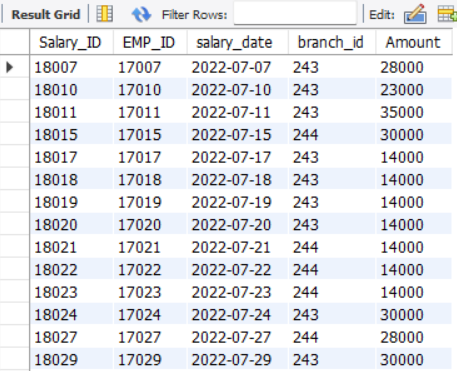 Result Grid Filter Rows: Edit:
Salary_ID EMP_ID salary_date branch_id Amount
18007 17007 2022-07-07 243 28000
18010 17010 2022-07-10 243 23000
18011 17011 2022-07-11 243 35000
18015 17015 2022-07-15 244 30000
18017 17017 2022-07-17 243 14000
18018 17018 2022-07-18 243 14000
18019 17019 2022-07-19 243 14000
18020 17020 2022-07-20 243 14000
18021 17021 2022-07-21 244 14000
18022 17022 2022-07-22 244 14000
18023 17023 2022-07-23 244 14000
18024 17024 2022-07-24 243 30000
18027 17027 2022-07-27 244 28000
18029 17029 2022-07-29 243 30000